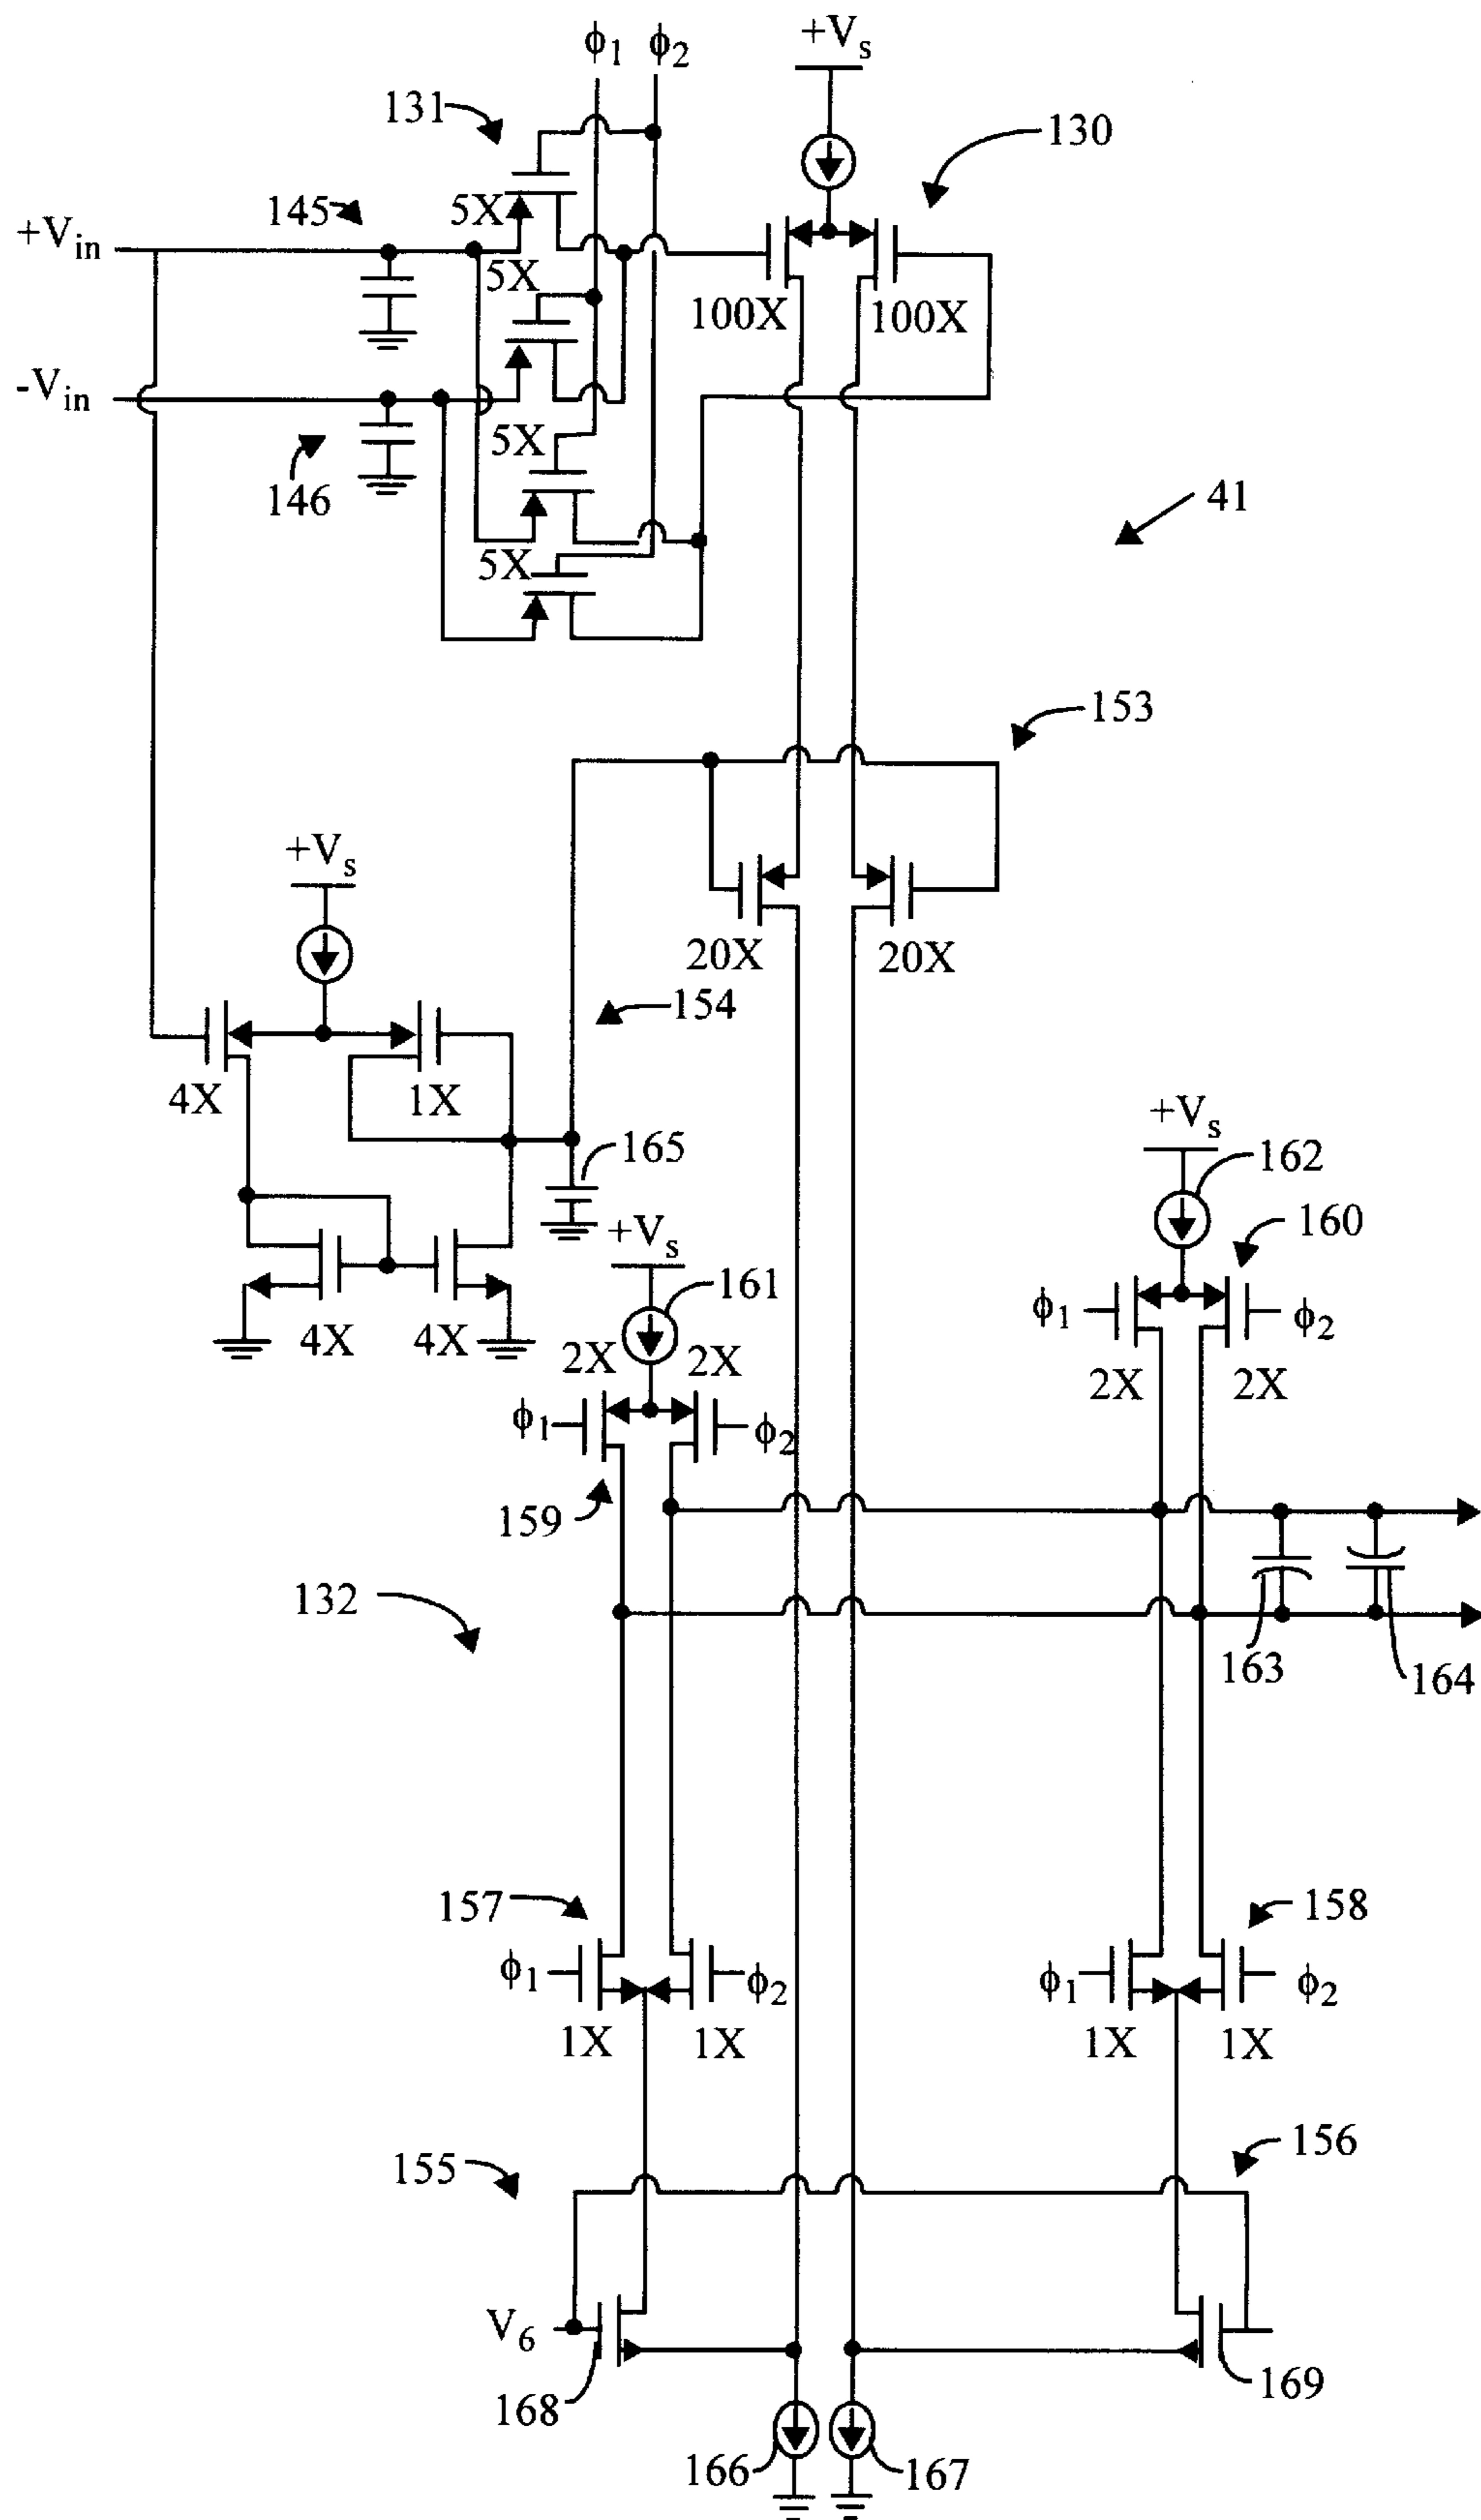 ϕ1 ϕ2 +Vs
131
130
145 5X
+Vin
5X
100X 100X
-Vin
5X
146
41
5X
153
+Vs
20X 20X
154
4X 1X
+Vs
165
162
+Vs
160
161
ϕ1 ϕ2
4X 4X
2X 2X
2X 2X
ϕ1 ϕ2
159
132
163 164
157 158
ϕ1 ϕ2 ϕ1 ϕ2
1X 1X 1X 1X
155 156
V6
168 169
166 167